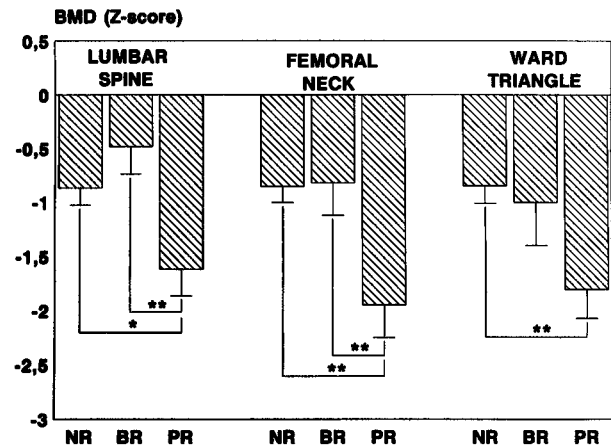 BMD (Z-score)
0,5
LUMBAR
SPINE
FEMORAL
NECK
WARD
TRIANGLE
0
-0,5
-1
-1,5
-2
-2,5
-3
**
*
**
**
**
NR BR PR NR BR PR NR BR PR